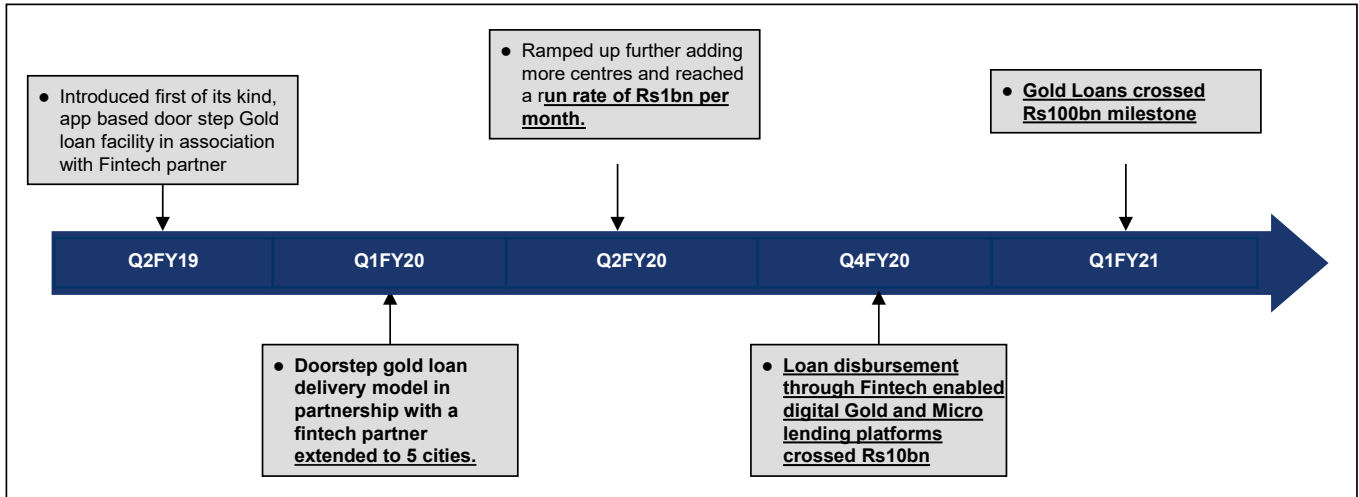 ● Introduced first of its kind,
app based door step Gold
loan facility in association
with Fintech partner
● Ramped up further adding
more centres and reached
a run rate of Rs1bn per
month.
● Gold Loans crossed
Rs100bn milestone
Q2FY19
Q1FY20
Q2FY20
Q4FY20
Q1FY21
● Doorstep gold loan
delivery model in
partnership with a
fintech partner
extended to 5 cities.
● Loan disbursement
through Fintech enabled
digital Gold and Micro
lending platforms
crossed Rs10bn